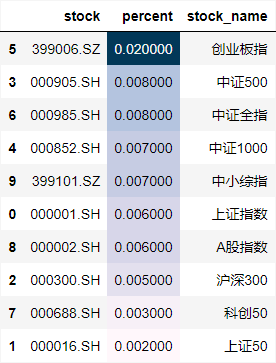 stock percent stock_name
5 399006.SZ 0.020000 创业板指
3 000905.SH 0.008000 中证500
6 000985.SH 0.008000 中证全指
4 000852.SH 0.007000 中证1000
9 399101.SZ 0.007000 中小综指
0 000001.SH 0.006000 上证指数
8 000002.SH 0.006000 A股指数
2 000300.SH 0.005000 沪深300
7 000688.SH 0.003000 科创50
1 000016.SH 0.002000 上证50